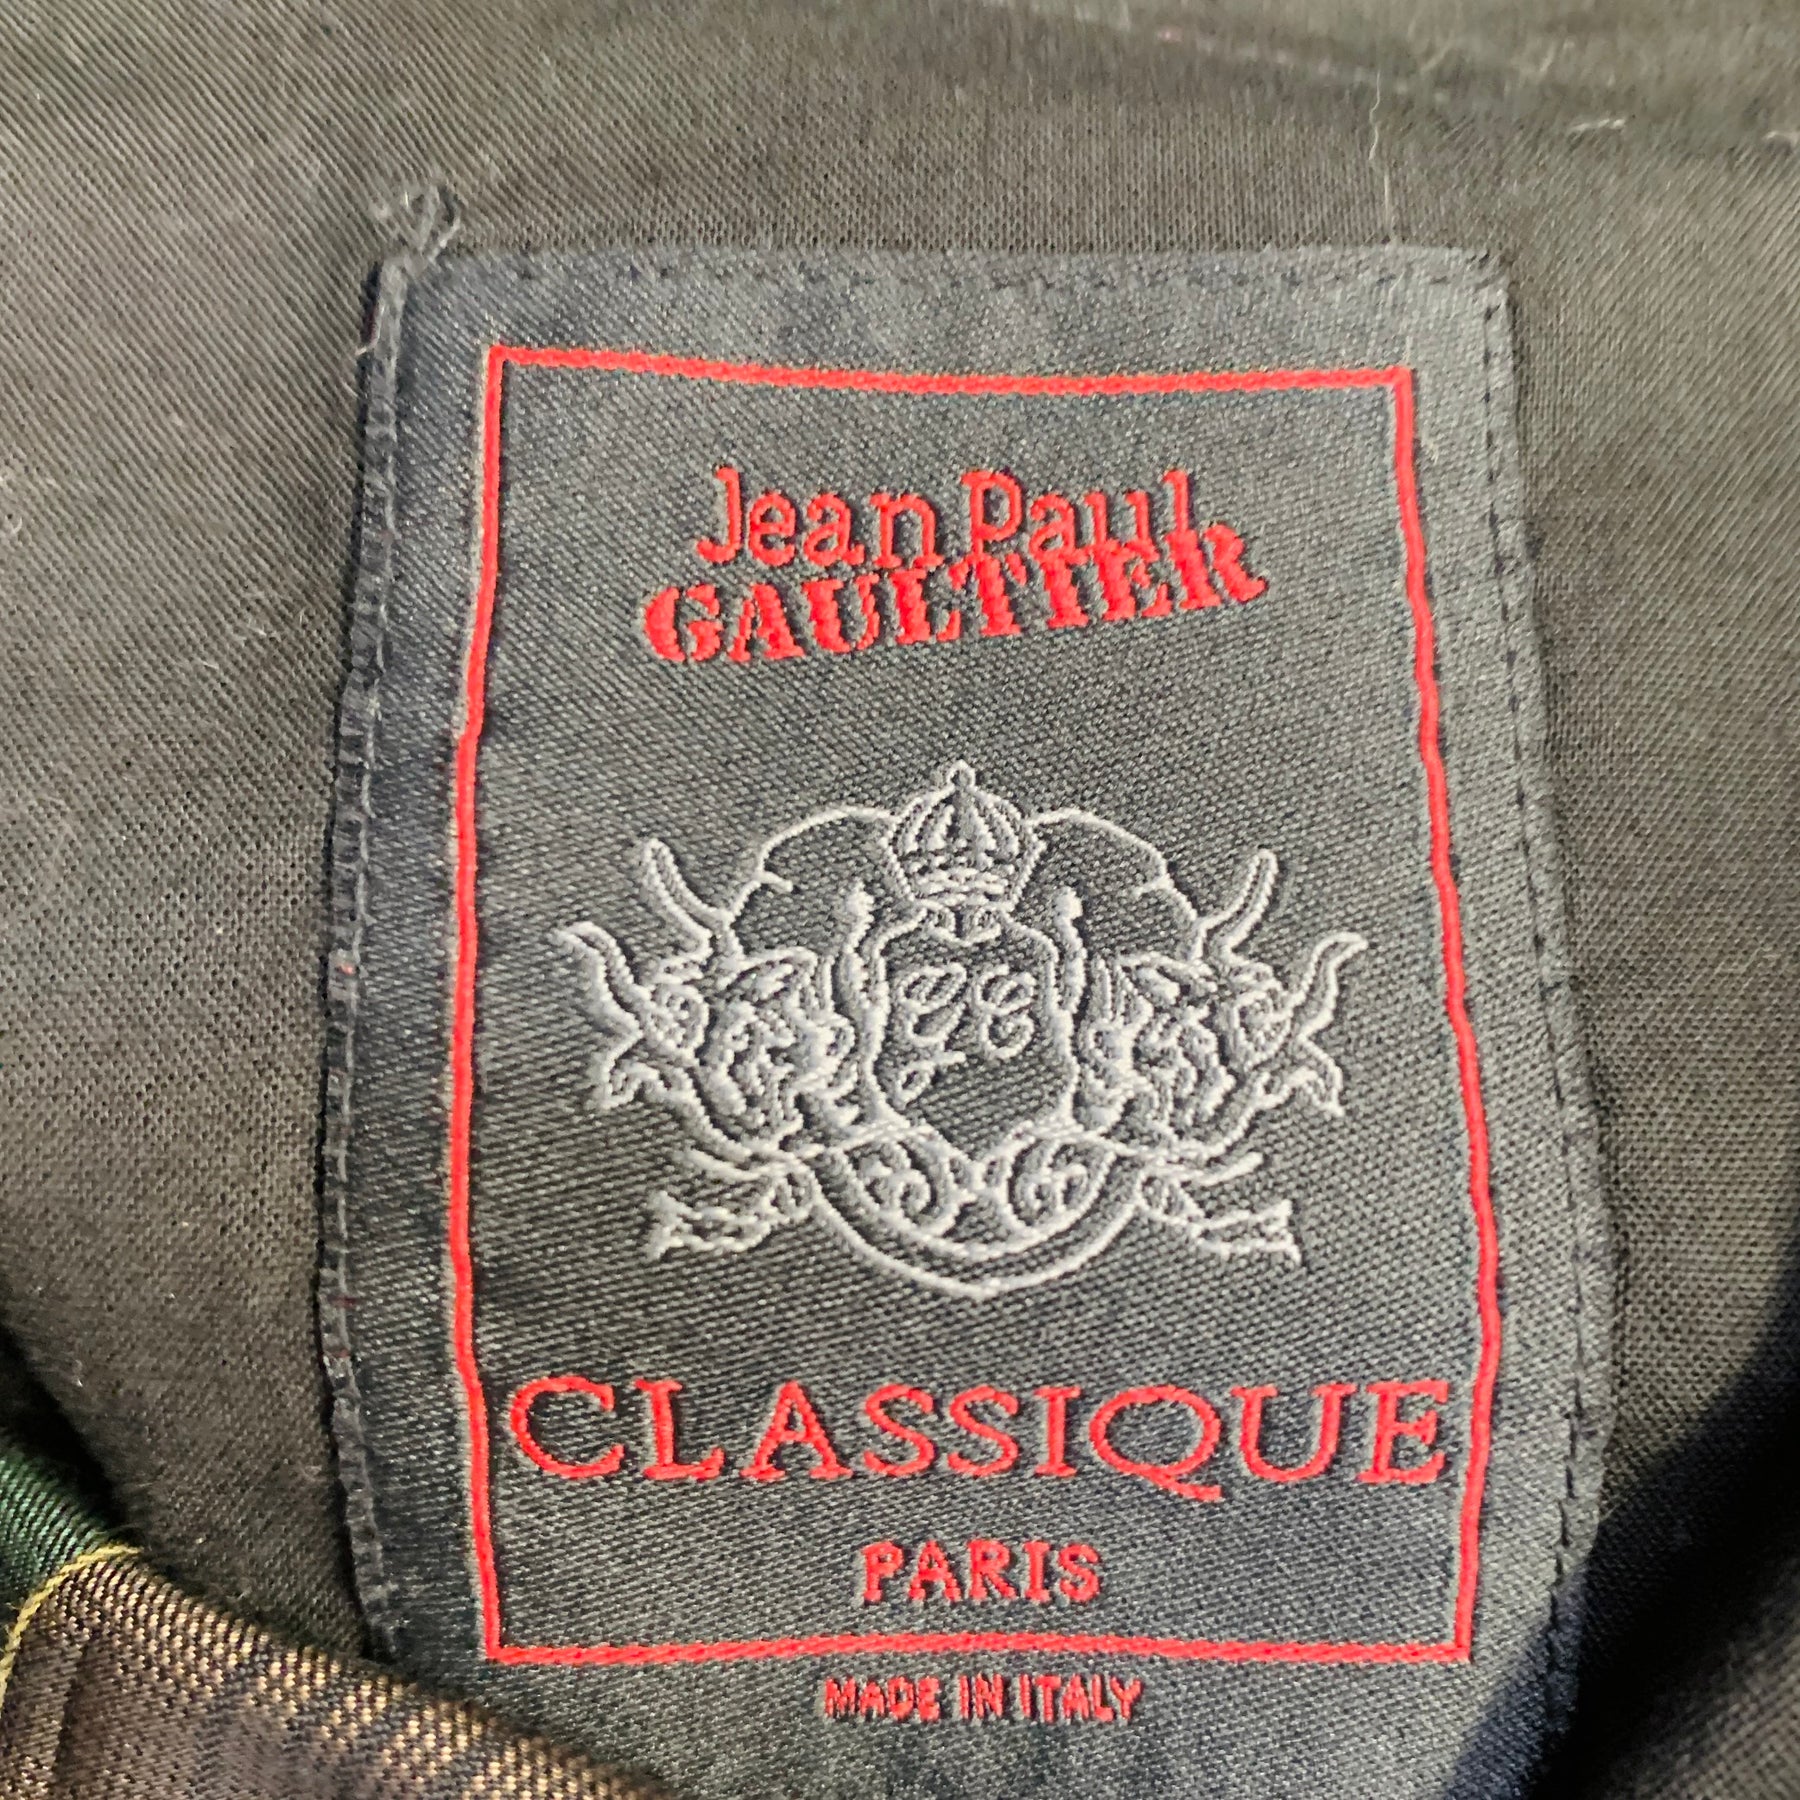 Jean Paul
GAULTIER
CLASSIQUE
PARIS
MADE IN ITALY